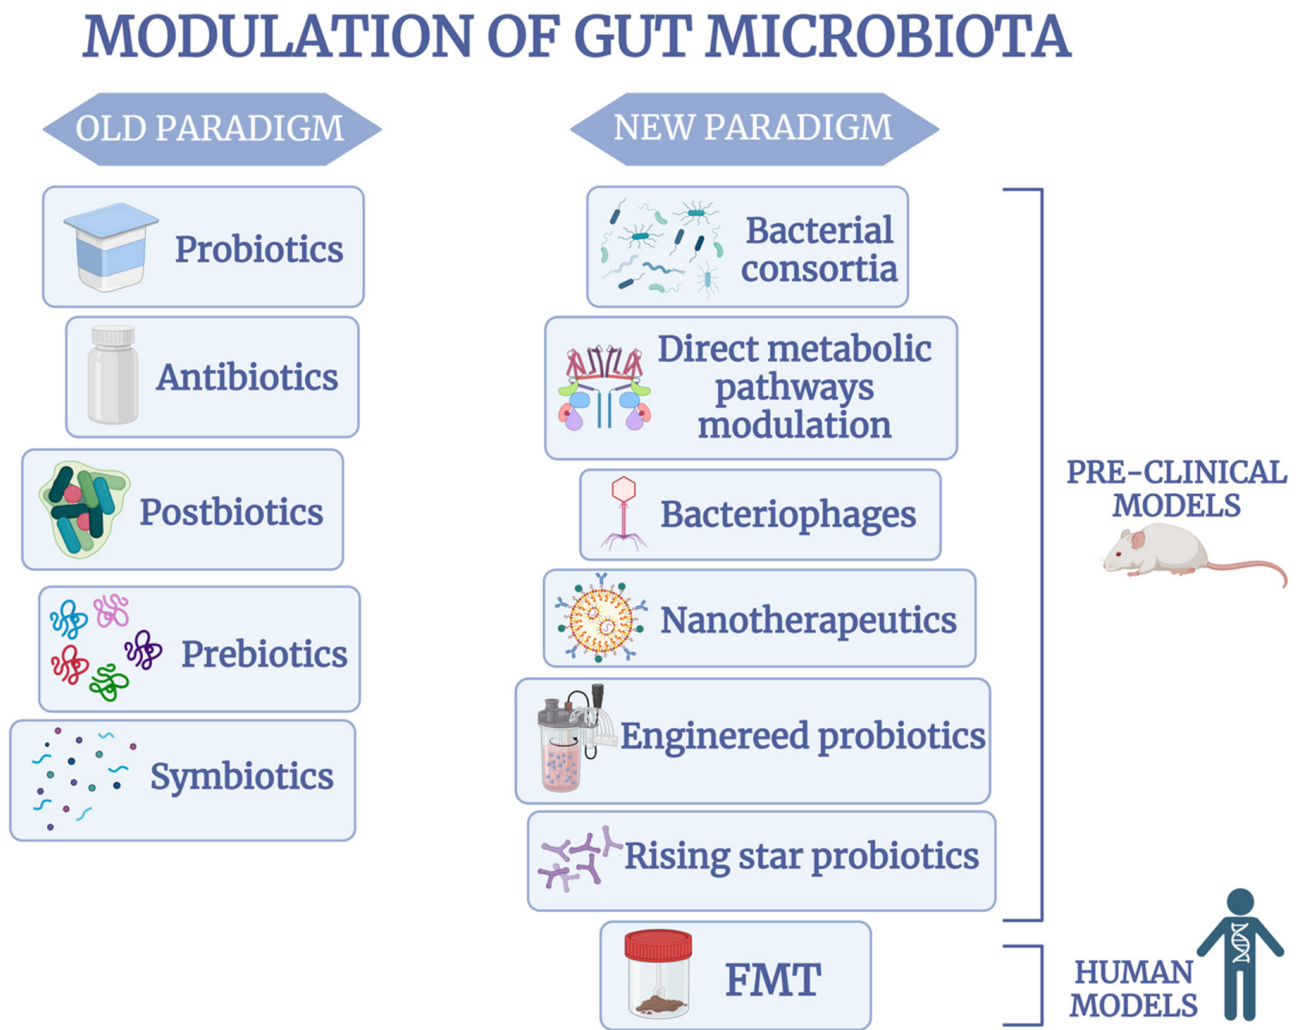 MODULATION OF GUT MICROBIOTA
OLD PARADIGM
Probiotics
Antibiotics
Postbiotics
Prebiotics
Symbiotics
NEW PARADIGM
Bacterial
consortia
Direct metabolic
pathways
modulation
Bacteriophages
Nanotherapeutics
Enginereed probiotics
Rising star probiotics
FMT
PRE-CLINICAL
MODELS
HUMAN
MODELS